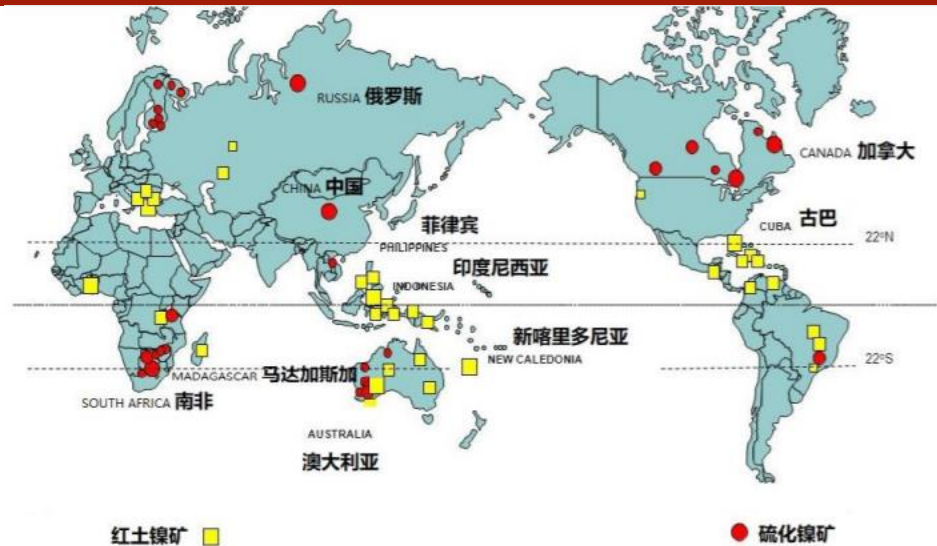 RUSSIA 俄罗斯
CANADA 加拿大
CHINA 中国
古巴
CUBA
菲律宾
PHILIPPINES
22ºN
印度尼西亚
INDONESIA
新喀里多尼亚
NEW CALEDONIA
22ºS
MADAGASCAR 马达加斯加
SOUTH AFRICA 南非
AUSTRALIA
澳大利亚
红土镍矿
硫化镍矿